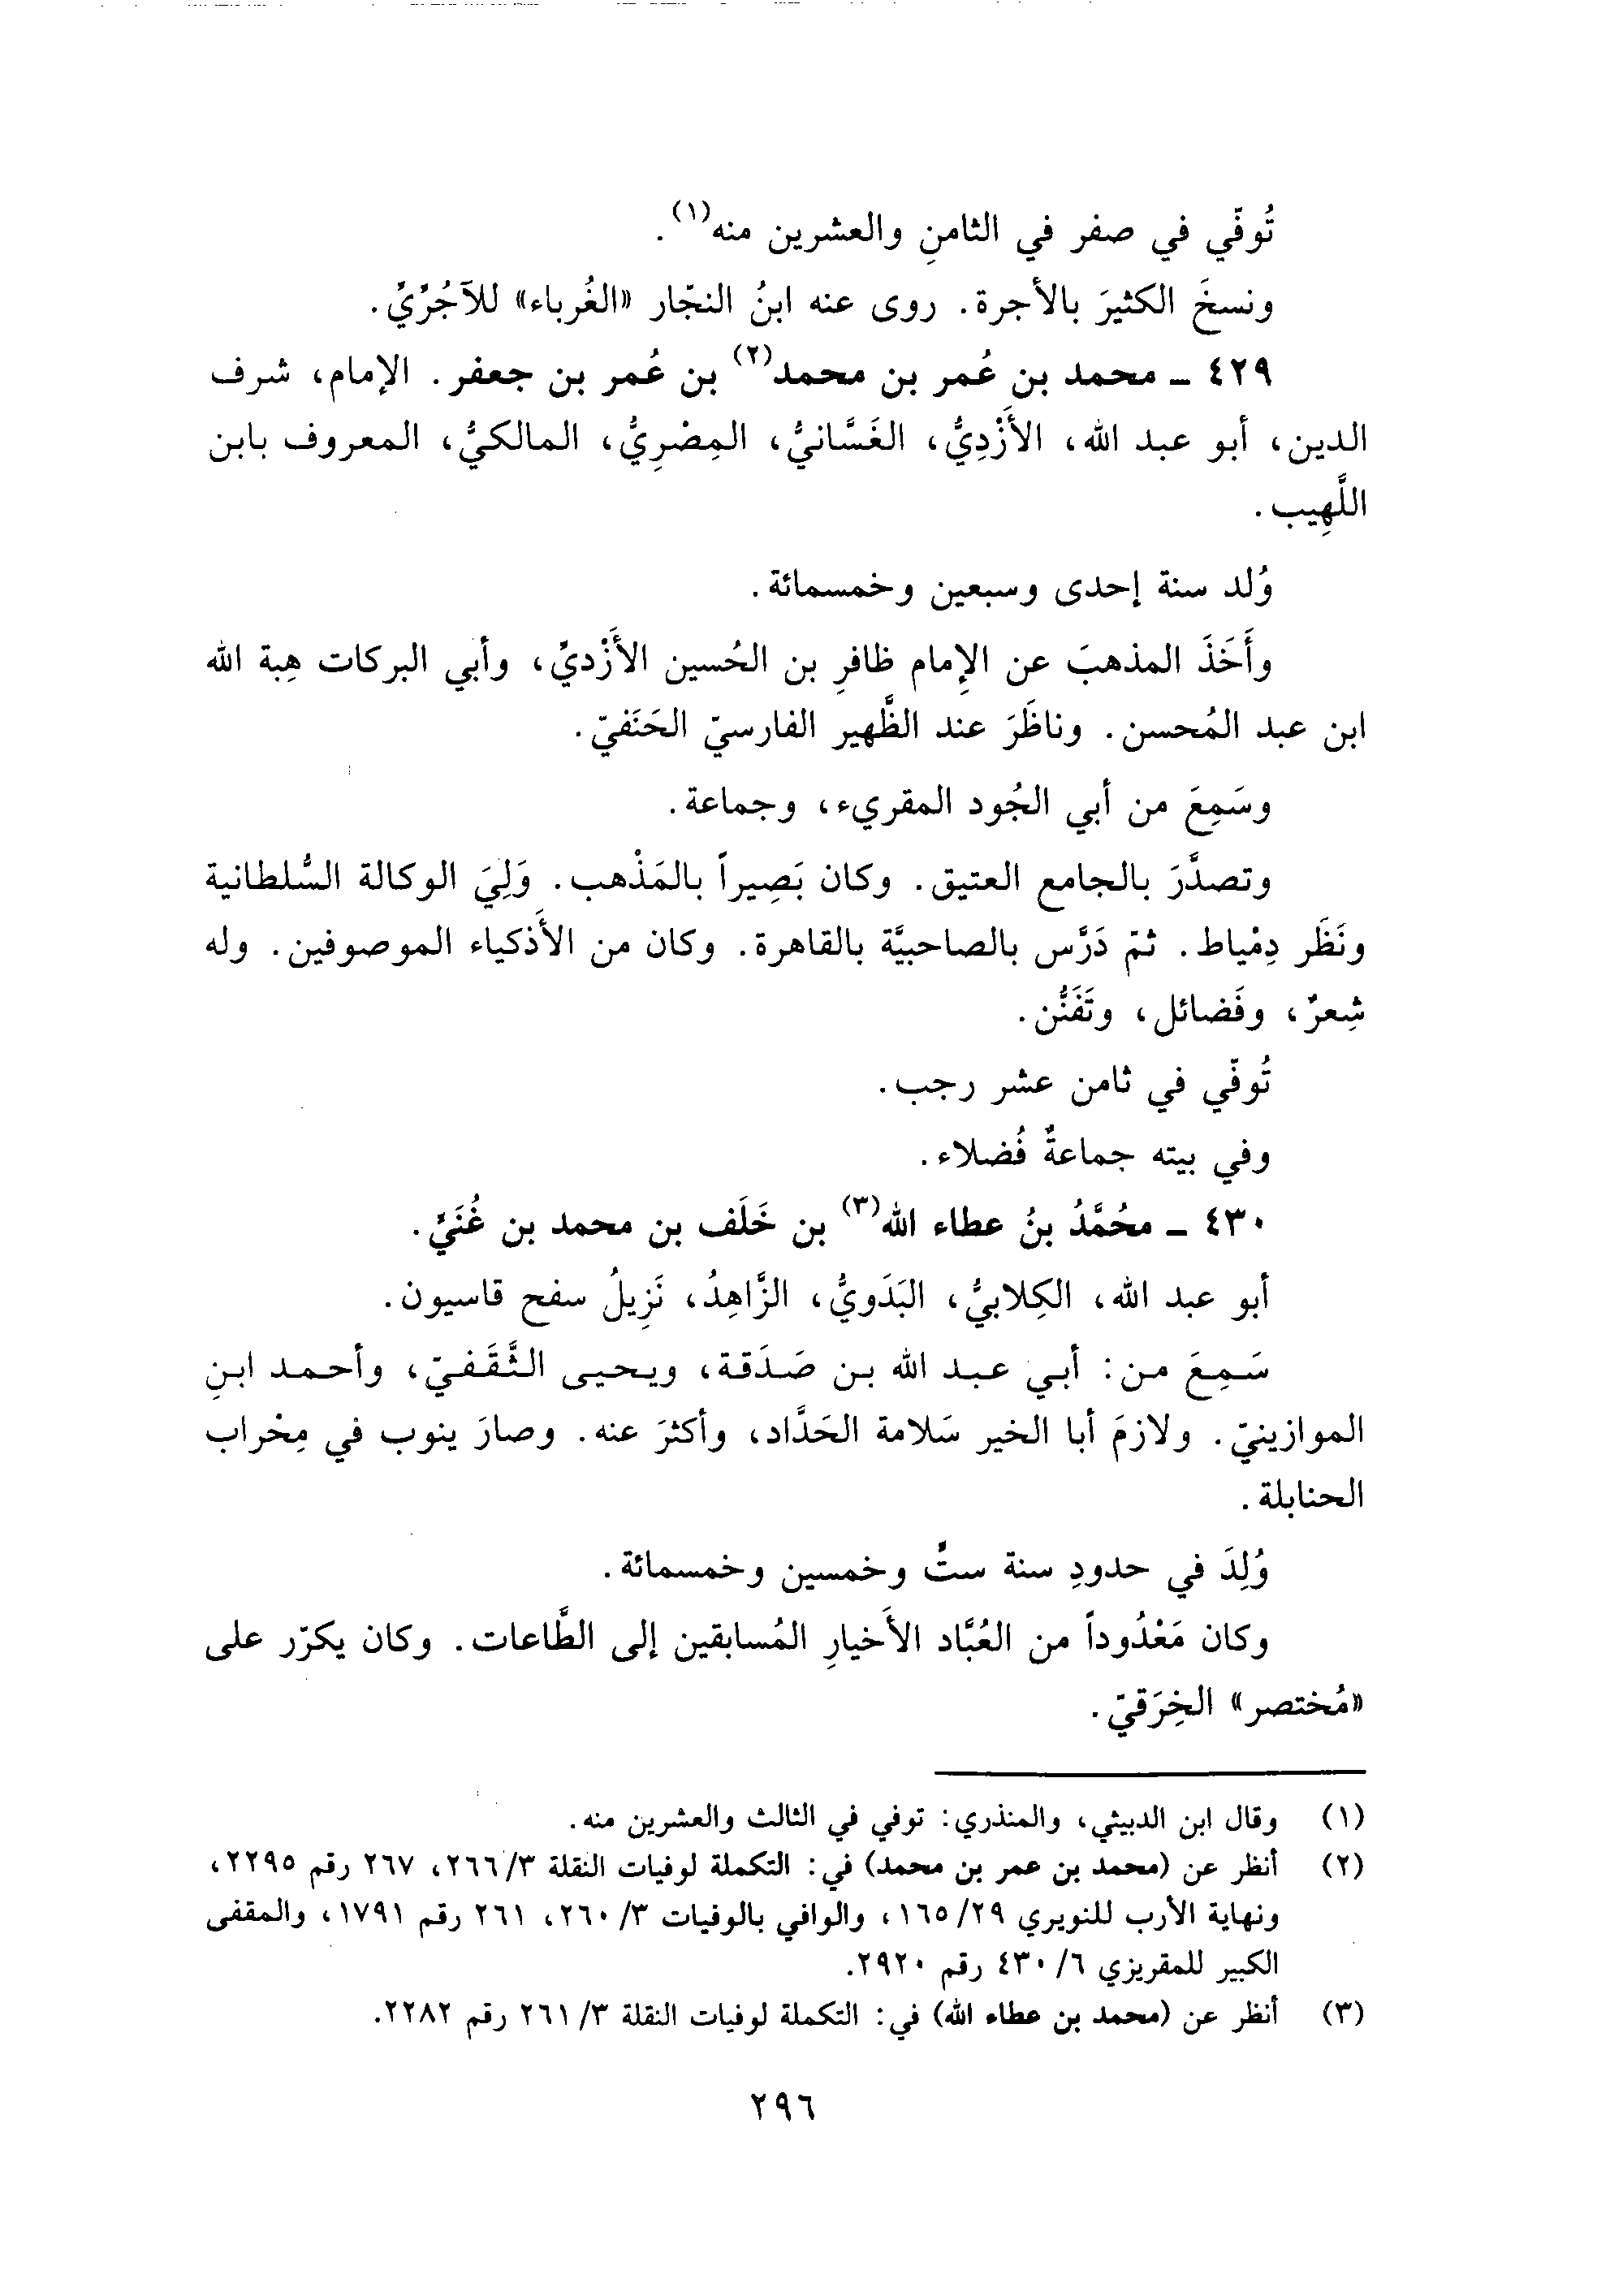 تُوفّي في صفر في الثامنِ والعشرين منه(١).
ونسخَ الكثيرَ بالأجرة. روى عنه ابنُ النجّار «الغُرباء» للآجُرِّيِّ.
٤٢٩ ـ محمد بن عُمر بن محمد(٢) بن عُمر بن جعفر. الإمام، شرف
الدين، أبو عبد الله، الأَزْدِيُّ، الغَسَّانيُّ، المِصْرِيُّ، المالكيُّ، المعروف بابن
اللَّهِيب.
وُلد سنة إحدى وسبعين وخمسمائة.
وأَخَذَ المذهبَ عن الإِمام ظافرِ بن الحُسين الأَزْديِّ، وأبي البركات هِبة الله
ابن عبد المُحسن. وناظَرَ عند الظَّهير الفارسيّ الحَنَفيّ.
وسَمِعَ من أبي الجُود المقريء، وجماعة.
وتصدَّرَ بالجامع العتيق. وكان بَصِيراً بالمَذْهب. وَلِيَ الوكالة السُّلطانية
ونَظَر دِمْياط. ثمّ دَرَّس بالصاحبيَّة بالقاهرة. وكان من الأَذكياء الموصوفين. وله
شِعرٌ، وفَضائل، وتَفَنُّن.
تُوفّي في ثامن عشر رجب.
وفي بيته جماعةٌ فُضلاء.
٤٣٠ ـ محُمَّدُ بنُ عطاء الله(٣) بن خَلَف بن محمد بن غُنَيِّ.
أبو عبد الله، الكِلابيُّ، البَدَويُّ، الزَّاهِدُ، نَزِيلُ سفح قاسيون.
سَمِعَ من: أبي عبد الله بن صَدَقة، ويحيى الثَّقَفيّ، وأحمد ابنِ
الموازينيّ. ولازمَ أبا الخير سَلامة الحَدَّاد، وأكثرَ عنه. وصارَ ينوب في مِحْراب
الحنابلة.
وُلِدَ في حدودِ سنة ستٍّ وخمسين وخمسمائة.
وكان مَعْدُوداً من العُبَّاد الأَخيارِ المُسابقين إلى الطَّاعات. وكان يكرّر على
«مُختصر» الخِرَقيّ.
(١) وقال ابن الدبيثي، والمنذري: توفي في الثالث والعشرين منه.
(٢) أنظر عن (محمد بن عمر بن محمد) في: التكملة لوفيات النقلة ٢٦٦/٣، ٢٦٧ رقم ٢٢٩٥،
ونهاية الأرب للنويري ١٦٥/٢٩، والوافي بالوفيات ٢٦٠/٣، ٢٦١ رقم ١٧٩١، والمقفى
الكبير للمقريزي ٤٣٠/٦ رقم ٢٩٢٠.
(٣) أنظر عن (محمد بن عطاء الله) في: التكملة لوفيات النقلة ٢٦١/٣ رقم ٢٢٨٢.
٢٩٦